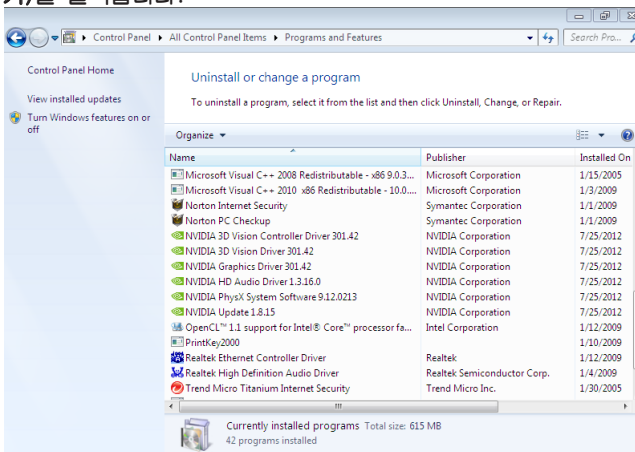 Control Panel ▸ All Control Panel Items ▸ Programs and Features
Search Pro...
Control Panel Home
View installed updates
Turn Windows features on or
off
Uninstall or change a program
To uninstall a program, select it from the list and then click Uninstall, Change, or Repair.
Organize
Name Publisher Installed On
Microsoft Visual C++ 2008 Redistributable - x86 9.0.3... Microsoft Corporation 1/15/2005
Microsoft Visual C++ 2010 x86 Redistributable - 10.0.... Microsoft Corporation 1/3/2009
Norton Internet Security Symantec Corporation 1/1/2009
Norton PC Checkup Symantec Corporation 1/1/2009
NVIDIA 3D Vision Controller Driver 301.42 NVIDIA Corporation 7/25/2012
NVIDIA 3D Vision Driver 301.42 NVIDIA Corporation 7/25/2012
NVIDIA Graphics Driver 301.42 NVIDIA Corporation 7/25/2012
NVIDIA HD Audio Driver 1.3.16.0 NVIDIA Corporation 7/25/2012
NVIDIA PhysX System Software 9.12.0213 NVIDIA Corporation 7/25/2012
NVIDIA Update 1.8.15 NVIDIA Corporation 7/25/2012
OpenCL™ 1.1 support for Intel® Core™ processor fa... Intel Corporation 1/12/2009
PrintKey2000 1/10/2009
Realtek Ethernet Controller Driver Realtek 1/12/2009
Realtek High Definition Audio Driver Realtek Semiconductor Corp. 1/4/2009
Trend Micro Titanium Internet Security Trend Micro Inc. 1/30/2005
Currently installed programs Total size: 615 MB
42 programs installed